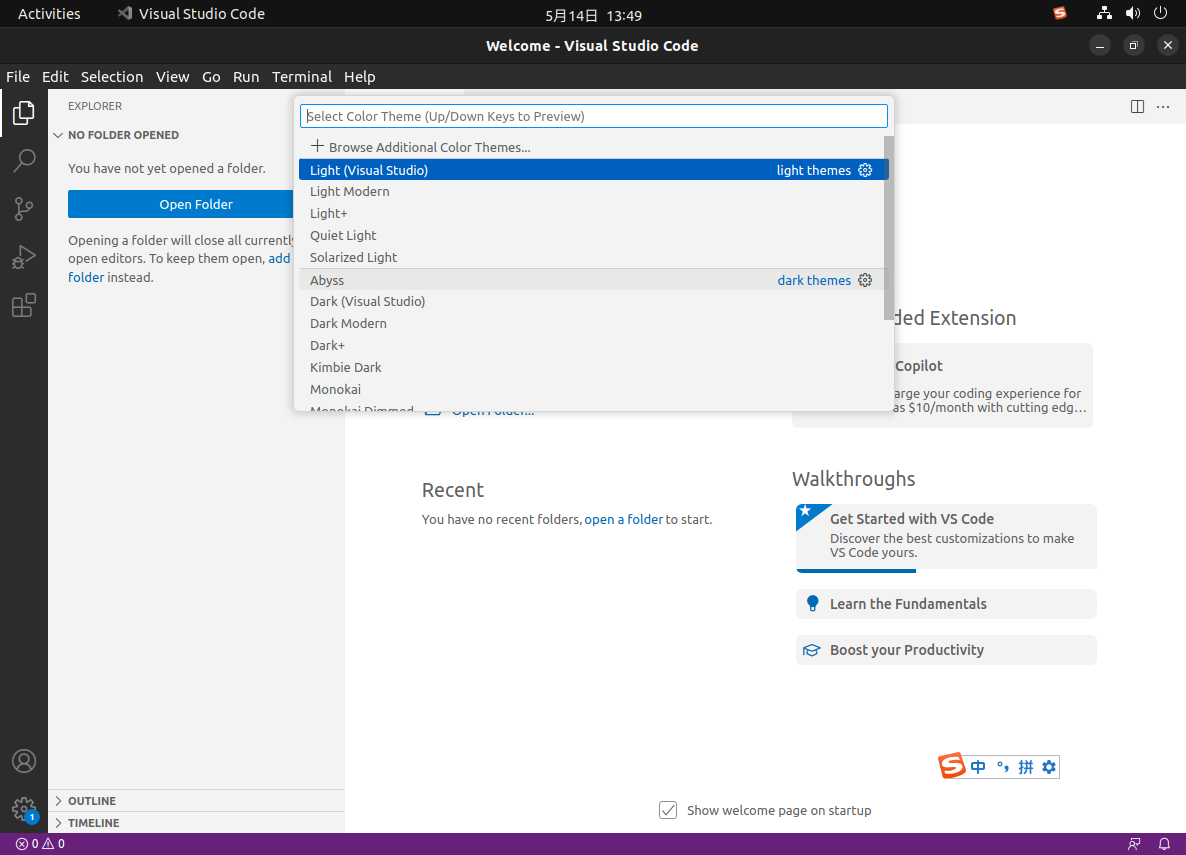 Activities
Visual Studio Code
5月14日 13:49
Welcome - Visual Studio Code
File Edit Selection View Go Run Terminal Help
EXPLORER
NO FOLDER OPENED
You have not yet opened a folder.
Open Folder
Opening a folder will close all currently
open editors. To keep them open, add
folder instead.
Select Color Theme (Up/Down Keys to Preview)
Browse Additional Color Themes...
Light (Visual Studio) light themes
Light Modern
Light+
Quiet Light
Solarized Light
Abyss dark themes
Dark (Visual Studio)
Dark Modern
Dark+
Kimbie Dark
Monokai
Monokai Dimmed
Open Folder...
ded Extension
Copilot
arge your coding experience for
as $10/month with cutting edg…
Recent
You have no recent folders, open a folder to start.
Walkthroughs
Get Started with VS Code
Discover the best customizations to make
VS Code yours.
Learn the Fundamentals
Boost your Productivity
S中°,拼
Show welcome page on startup
OUTLINE
TIMELINE
1
0 0